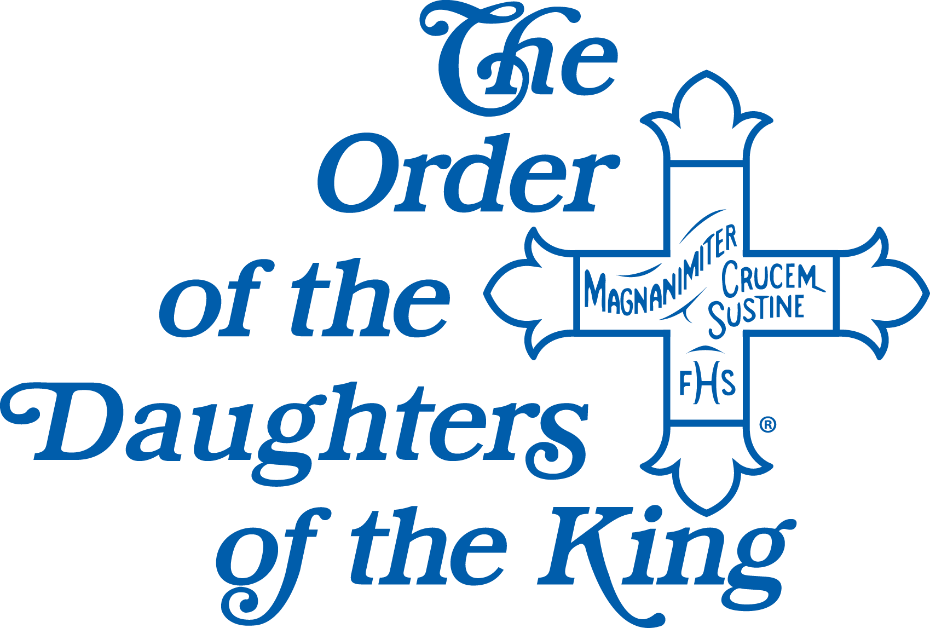 The
Order
of the
Daughters
of the King
MAGNANIMITER
CRUCEM
SUSTINE
FHS
®